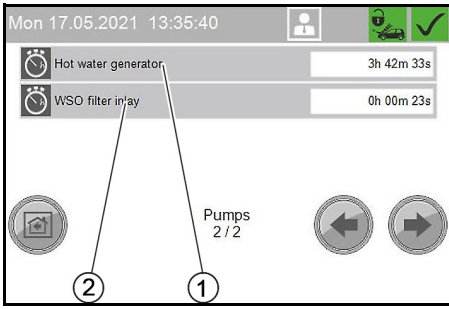 Mon 17.05.2021 13:35:40
Hot water generator 3h 42m 33s
WSO filter inlay 0h 00m 23s
Pumps
2 / 2
2 1